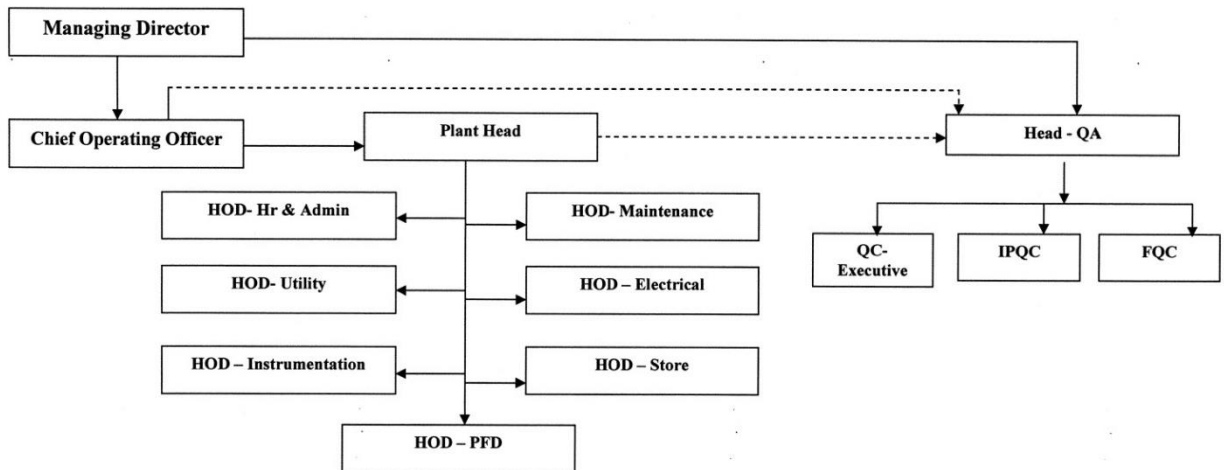 Managing Director
Chief Operating Officer
Plant Head
Head - QA
HOD- Hr & Admin
HOD- Maintenance
QC-
Executive
IPQC
FQC
HOD- Utility
HOD – Electrical
HOD – Instrumentation
HOD – Store
HOD – PFD